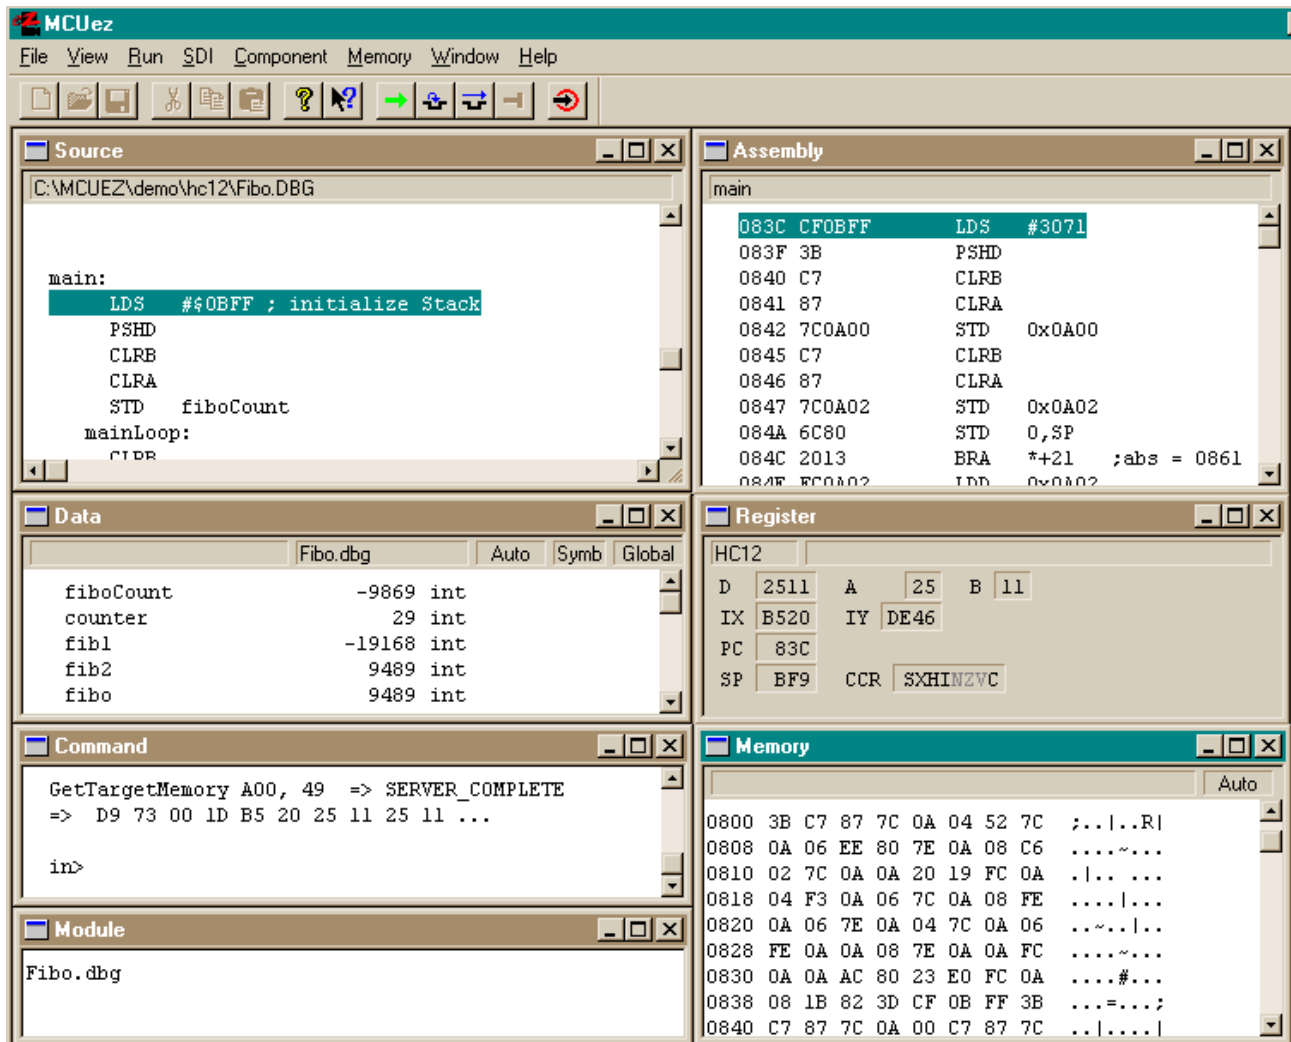 MCUez
File View Run SDI Component Memory Window Help
Source
C:\MCUEZ\demo\hc12\Fibo.DBG
main:
LDS #$0BFF ; initialize Stack
PSHD
CLRB
CLRA
STD fiboCount
mainLoop:
CLRB
Assembly
main
083C CF0BFF LDS #3071
083F 3B PSHD
0840 C7 CLRB
0841 87 CLRA
0842 7C0A00 STD 0x0A00
0845 C7 CLRB
0846 87 CLRA
0847 7C0A02 STD 0x0A02
084A 6C80 STD 0,SP
084C 2013 BRA *+21 ;abs = 0861
084E FC0A02 LDD 0x0A02
Data
Fibo.dbg Auto Symb Global
fiboCount -9869 int
counter 29 int
fib1 -19168 int
fib2 9489 int
fibo 9489 int
Register
HC12
D 2511 A 25 B 11
IX B520 IY DE46
PC 83C
SP BF9 CCR SXHINZVC
Command
GetTargetMemory A00, 49 => SERVER_COMPLETE
=> D9 73 00 1D B5 20 25 11 25 11 ...
in>
Module
Fibo.dbg
Memory
Auto
0800 3B C7 87 7C 0A 04 52 7C ;..|..R|
0808 0A 06 EE 80 7E 0A 08 C6 ....~...
0810 02 7C 0A 0A 20 19 FC 0A .|.. ...
0818 04 F3 0A 06 7C 0A 08 FE ....|...
0820 0A 06 7E 0A 04 7C 0A 06 ..~..|..
0828 FE 0A 0A 08 7E 0A 0A FC ....~...
0830 0A 0A AC 80 23 E0 FC 0A ....#...
0838 08 1B 82 3D CF 0B FF 3B ...=...;
0840 C7 87 7C 0A 00 C7 87 7C ..|....|